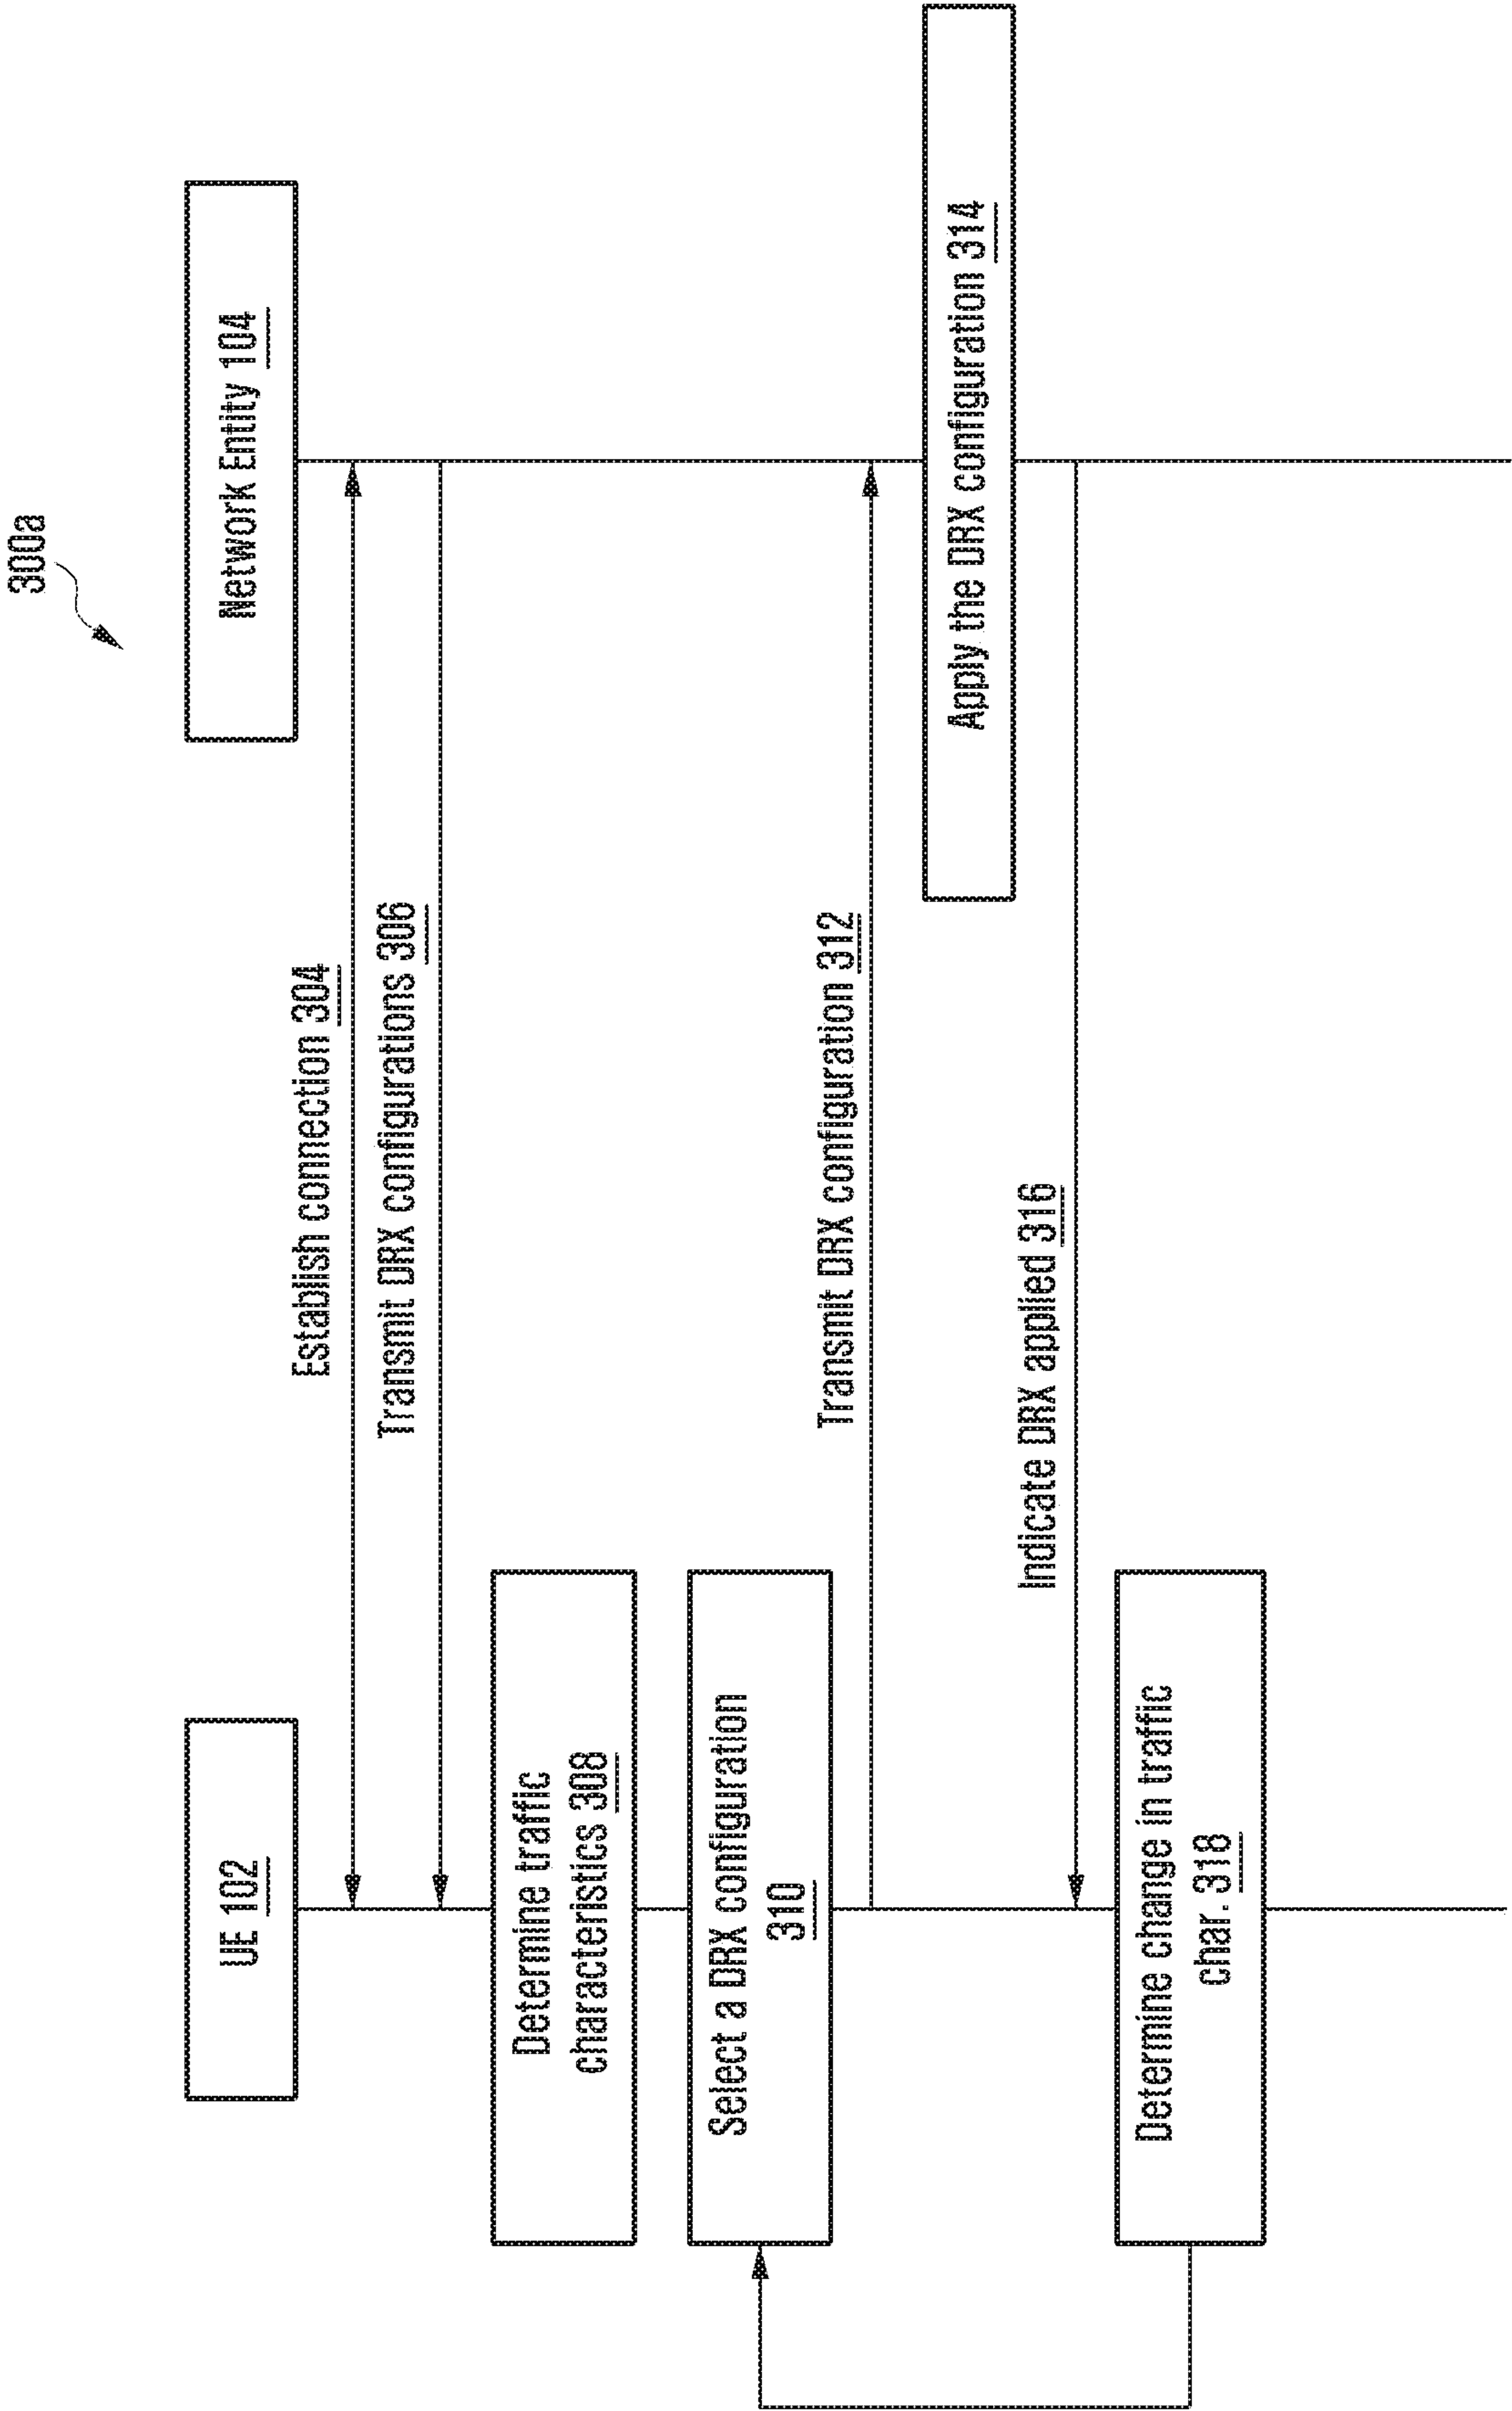 300a
UE 102
Network Entity 104
Establish connection 304
Transmit DRX configurations 306
Determine traffic
characteristics 308
Select a DRX configuration
310
Transmit DRX configuration 312
Apply the DRX configuration 314
Indicate DRX applied 316
Determine change in traffic
char. 318